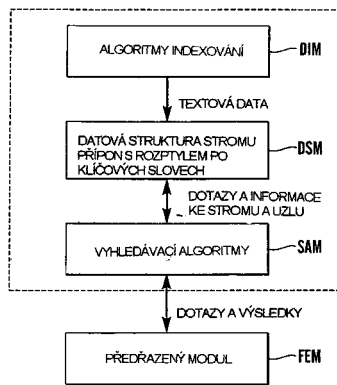 ALGORITMY INDEXOVÁNÍ
DIM
TEXTOVÁ DATA
DATOVÁ STRUKTURA STROMU
PŘÍPON S ROZPTYLEM PO
KLÍČOVÝCH SLOVECH
DSM
DOTAZY A INFORMACE
KE STROMU A UZLU
VYHLEDÁVACÍ ALGORITMY
SAM
DOTAZY A VÝSLEDKY
PŘEDŘAZENÝ MODUL
FEM